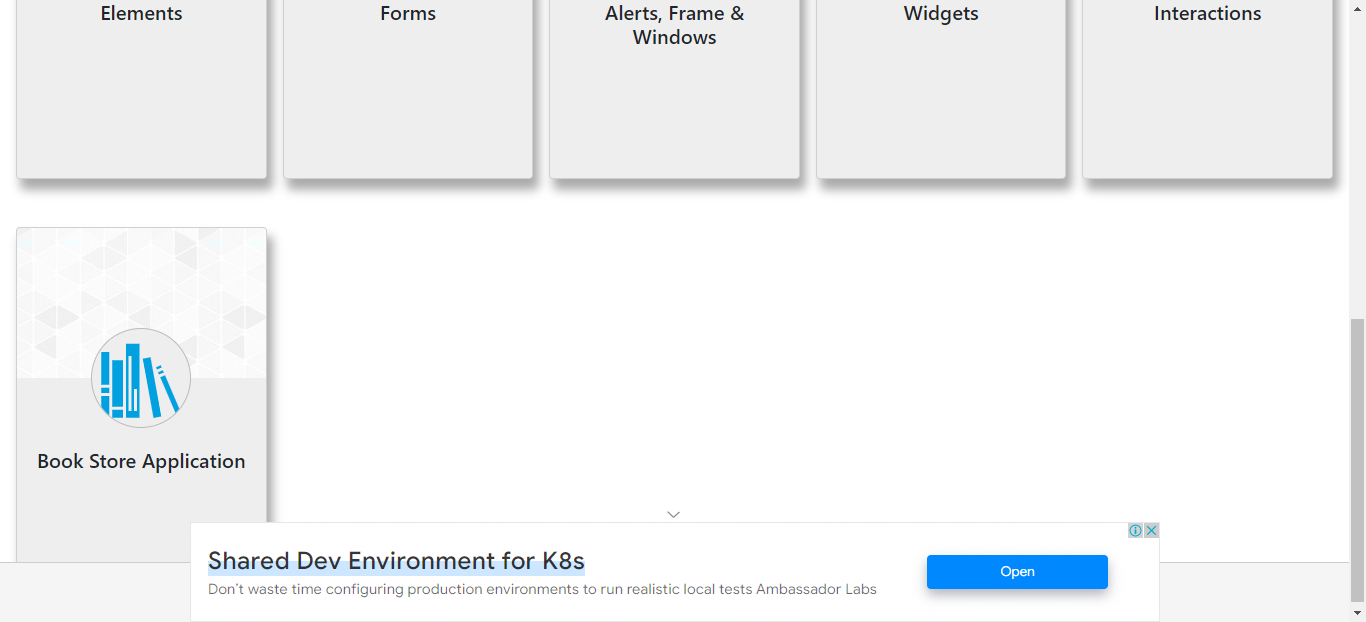 Elements
Forms
Alerts, Frame &
Windows
Widgets
Interactions
Book Store Application
Shared Dev Environment for K8s
Don't waste time configuring production environments to run realistic local tests Ambassador Labs
Open